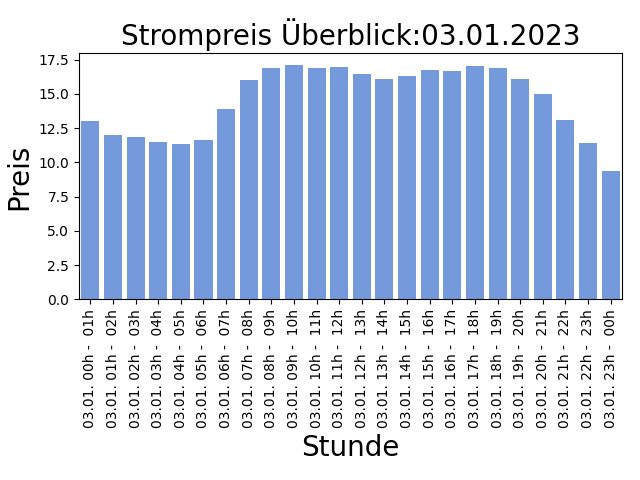 Strompreis Überblick:03.01.2023
Preis
17.5
15.0
12.5
10.0
7.5
5.0
2.5
0.0
03.01. 00h -  01h
03.01. 01h -  02h
03.01. 02h -  03h
03.01. 03h -  04h
03.01. 04h -  05h
03.01. 05h -  06h
03.01. 06h -  07h
03.01. 07h -  08h
03.01. 08h -  09h
03.01. 09h -  10h
03.01. 10h -  11h
03.01. 11h -  12h
03.01. 12h -  13h
03.01. 13h -  14h
03.01. 14h -  15h
03.01. 15h -  16h
03.01. 16h -  17h
03.01. 17h -  18h
03.01. 18h -  19h
03.01. 19h -  20h
03.01. 20h -  21h
03.01. 21h -  22h
03.01. 22h -  23h
03.01. 23h -  00h
Stunde